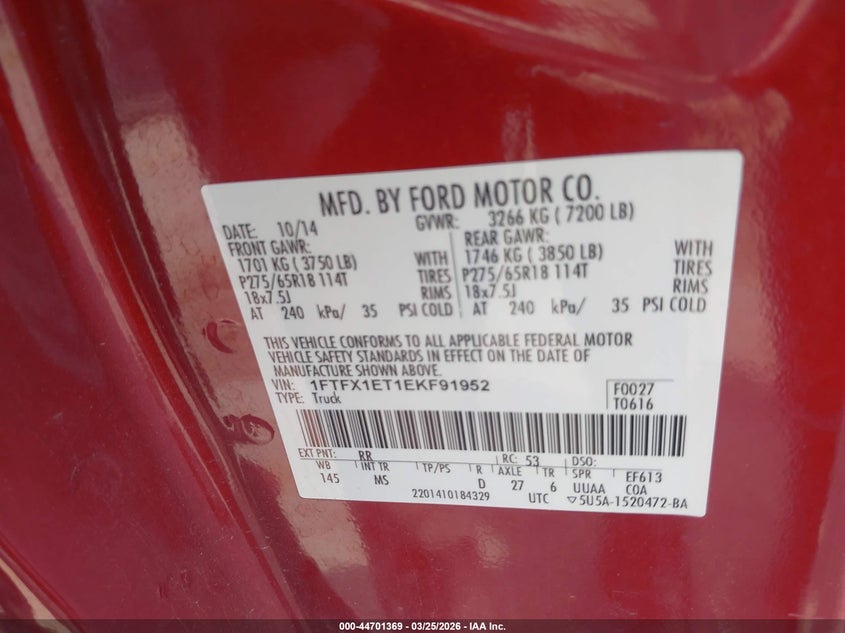 MFD. BY FORD MOTOR CO.
DATE: 10/14 GVWR: 3266 KG ( 7200 LB)
FRONT GAWR: REAR GAWR:
1701 KG ( 3750 LB) WITH 1746 KG ( 3850 LB) WITH
P275/65R18 114T TIRES P275/65R18 114T TIRES
18x7.5J RIMS 18x7.5J RIMS
AT 240 kPa/ 35 PSI COLD AT 240 kPa/ 35 PSI COLD
THIS VEHICLE CONFORMS TO ALL APPLICABLE FEDERAL MOTOR
VEHICLE SAFETY STANDARDS IN EFFECT ON THE DATE OF
MANUFACTURE SHOWN ABOVE.
VIN: 1FTFX1ET1EKF91952 F0027
TYPE: Truck T0616
EXT PNT: RR RC: 53 DSO:
WB INT TR TP/PS R AXLE TR SPR EF613
145 MS D 27 6 UUAA COA
2201410184329 UTC ▽5U5A-1520472-BA
000-44701369 | 03/25/2026 - IAA Inc.